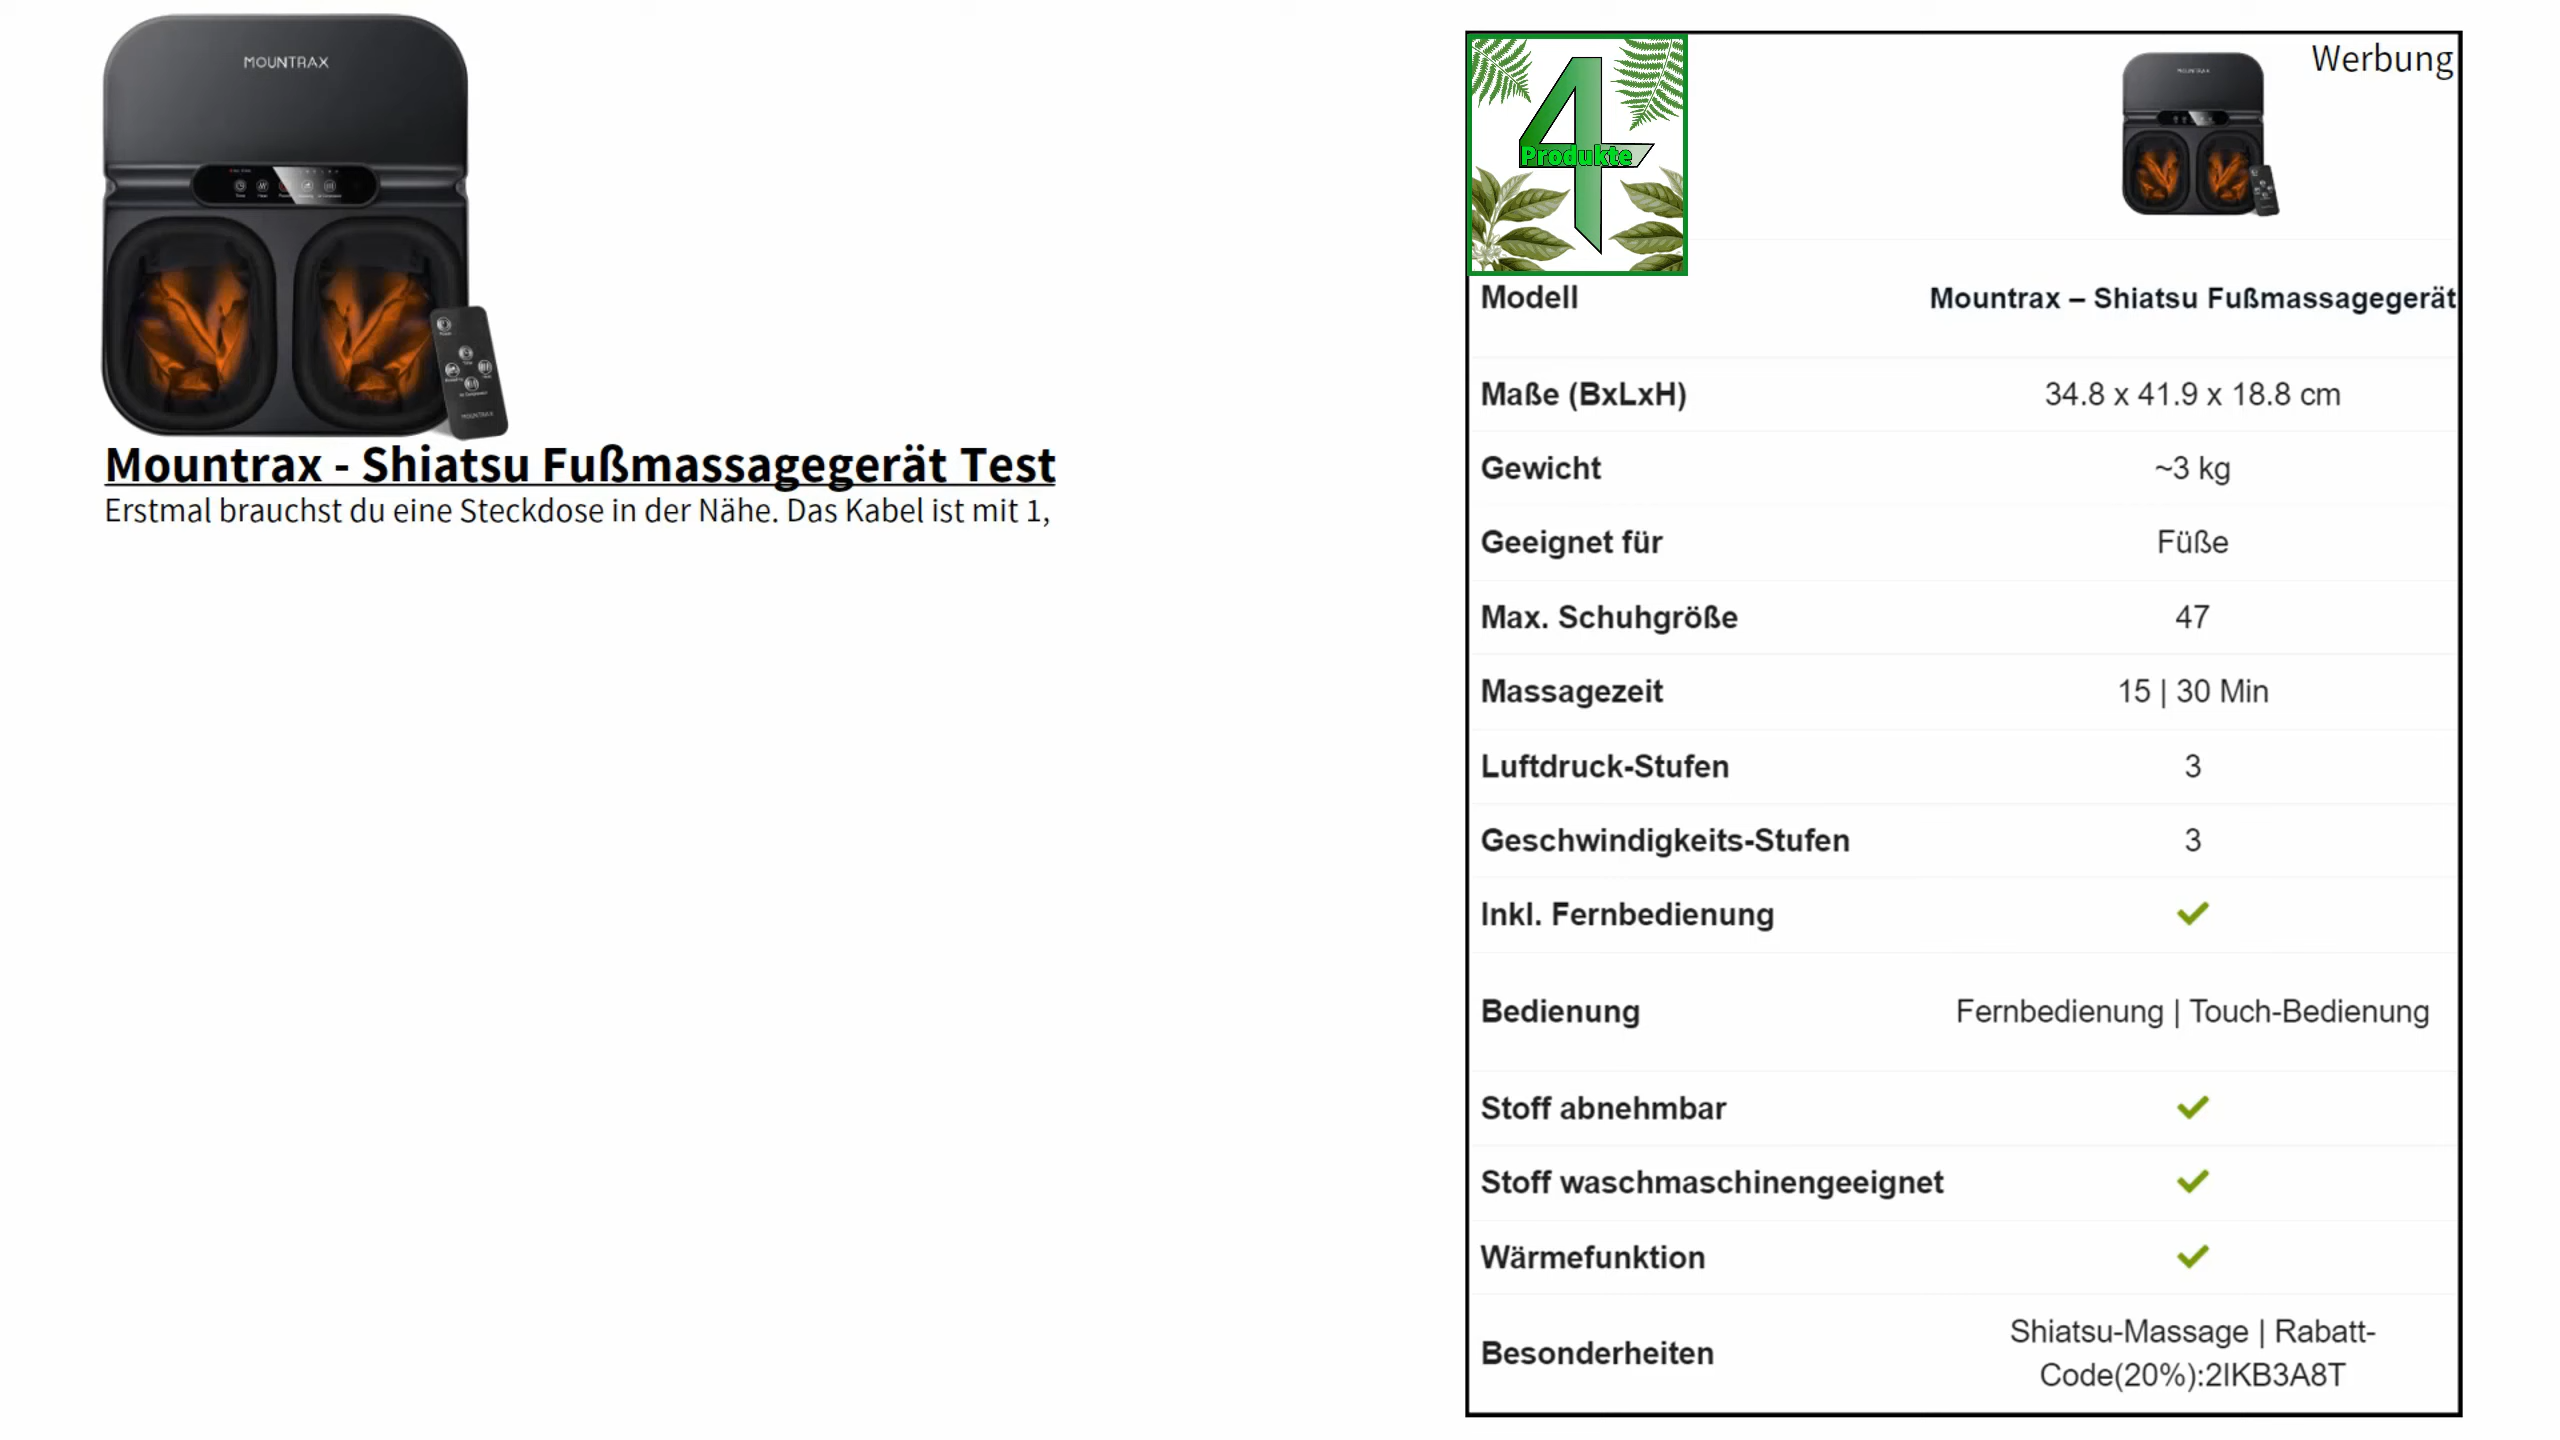 MOUNTRAX
MOUNTRAX
Mountrax - Shiatsu Fußmassagegerät Test
Erstmal brauchst du eine Steckdose in der Nähe. Das Kabel ist mit 1,
Produkte
Werbung
Modell Mountrax – Shiatsu Fußmassagegerät
Maße (BxLxH) 34.8 x 41.9 x 18.8 cm
Gewicht ~3 kg
Geeignet für Füße
Max. Schuhgröße 47
Massagezeit 15 | 30 Min
Luftdruck-Stufen 3
Geschwindigkeits-Stufen 3
Inkl. Fernbedienung
Bedienung Fernbedienung | Touch-Bedienung
Stoff abnehmbar
Stoff waschmaschinengeeignet
Wärmefunktion
Besonderheiten Shiatsu-Massage | Rabatt-
Code(20%):2IKB3A8T